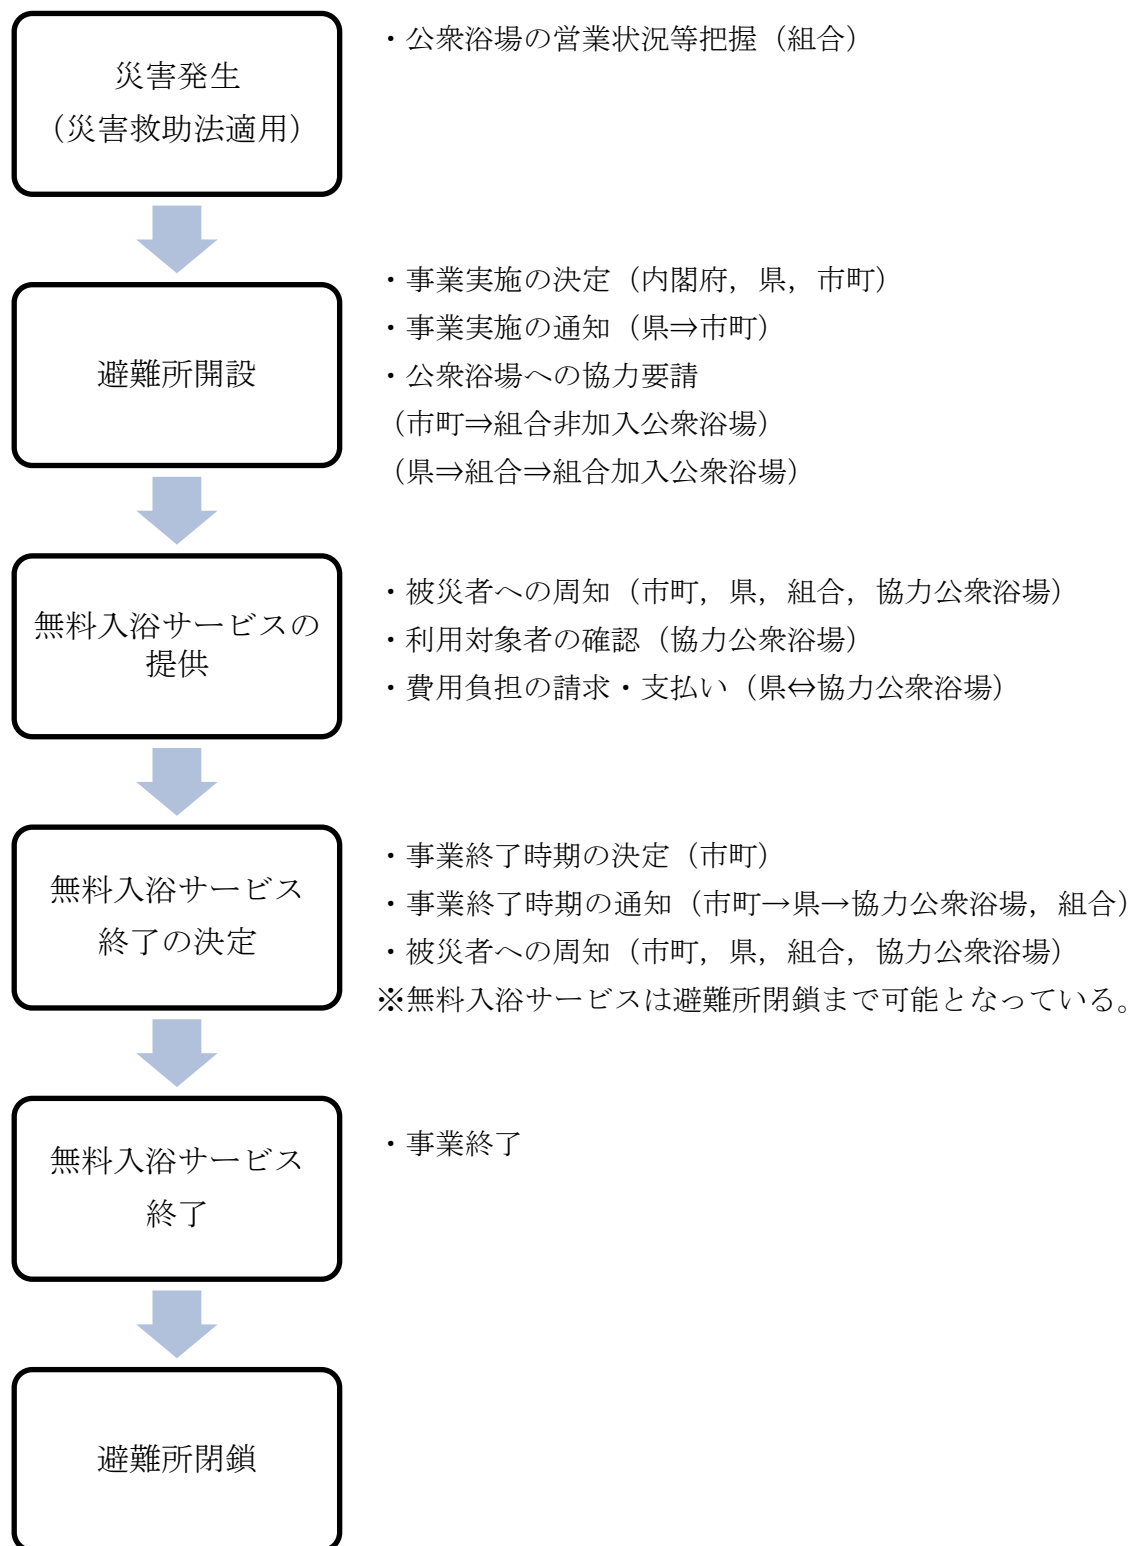 災害発生
（災害救助法適用）
・公衆浴場の営業状況等把握（組合）
避難所開設
・事業実施の決定（内閣府，県，市町）
・事業実施の通知（県⇒市町）
・公衆浴場への協力要請
（市町⇒組合非加入公衆浴場）
（県⇒組合⇒組合加入公衆浴場）
無料入浴サービスの
提供
・被災者への周知（市町，県，組合，協力公衆浴場）
・利用対象者の確認（協力公衆浴場）
・費用負担の請求・支払い（県⇔協力公衆浴場）
無料入浴サービス
終了の決定
・事業終了時期の決定（市町）
・事業終了時期の通知（市町→県→協力公衆浴場，組合）
・被災者への周知（市町，県，組合，協力公衆浴場）
※無料入浴サービスは避難所閉鎖まで可能となっている。
無料入浴サービス
終了
・事業終了
避難所閉鎖